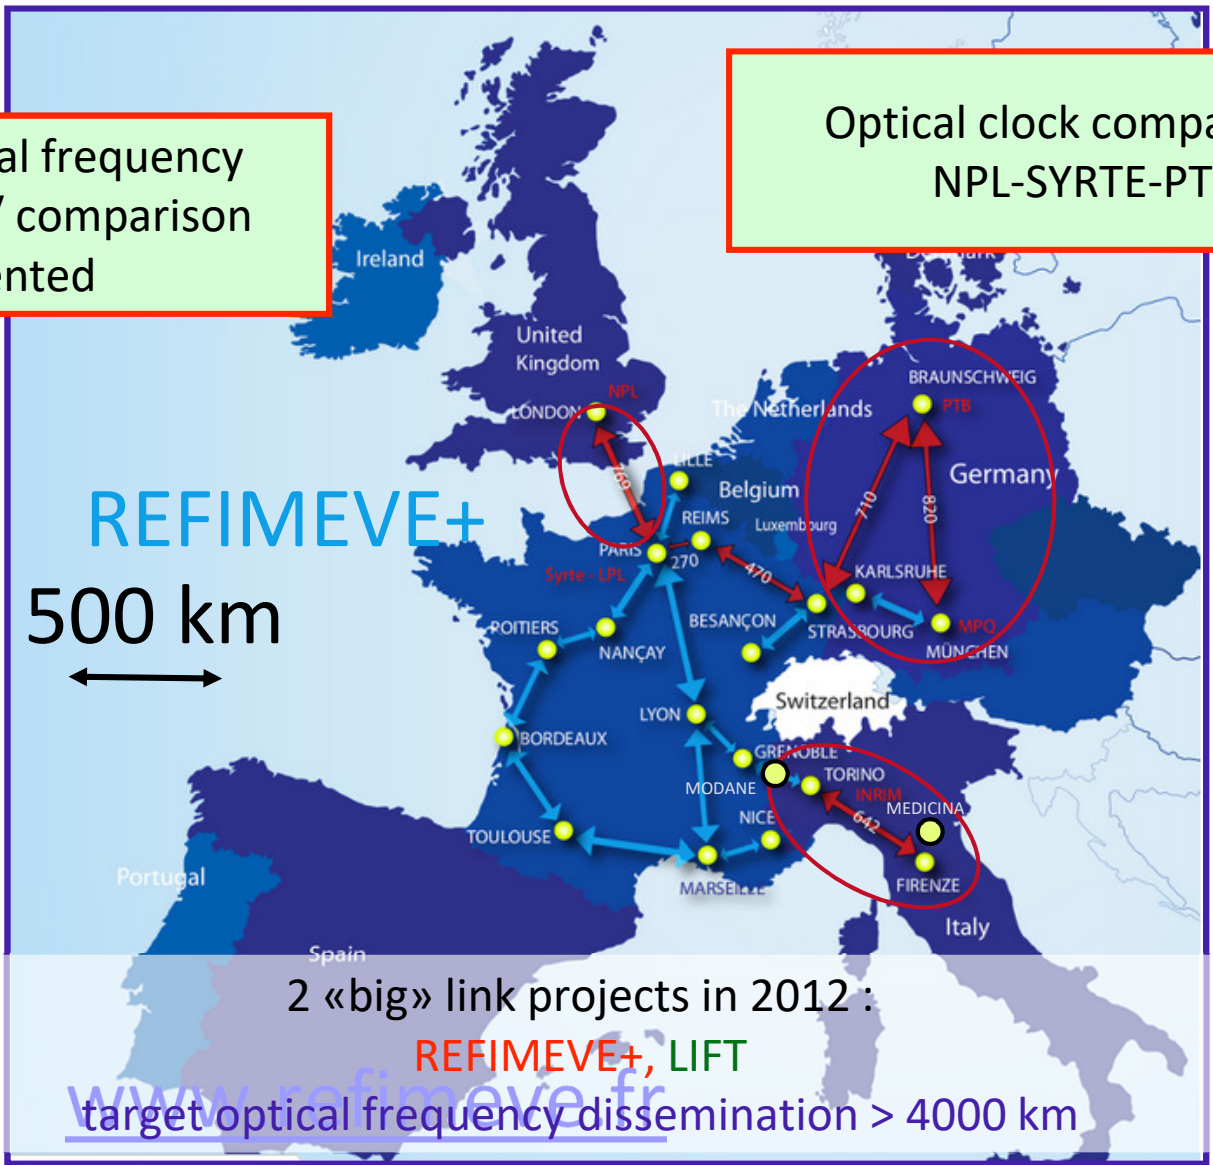 al frequency
/ comparison
ented
Optical clock compa
NPL-SYRTE-PT
Denmark
Ireland
United
Kingdom
NPL
LONDON
769
The Netherlands
BRAUNSCHWEIG
PTB
Germany
710
820
LILLE
Belgium
REIMS
Luxembourg
REFIMEVE+
PARIS
270
Syrte - LPL
470
KARLSRUHE
500 km
POITIERS
NANÇAY
BESANÇON
STRASBOURG
MPQ
MÜNCHEN
Switzerland
LYON
BORDEAUX
GRENOBLE
MODANE
TORINO
INRIM
MEDICINA
642
NICE
TOULOUSE
MARSEILLE
FIRENZE
Portugal
Italy
Spain
2 «big» link projects in 2012 :
REFIMEVE+, LIFT
www.refimeve.fr
target optical frequency dissemination > 4000 km